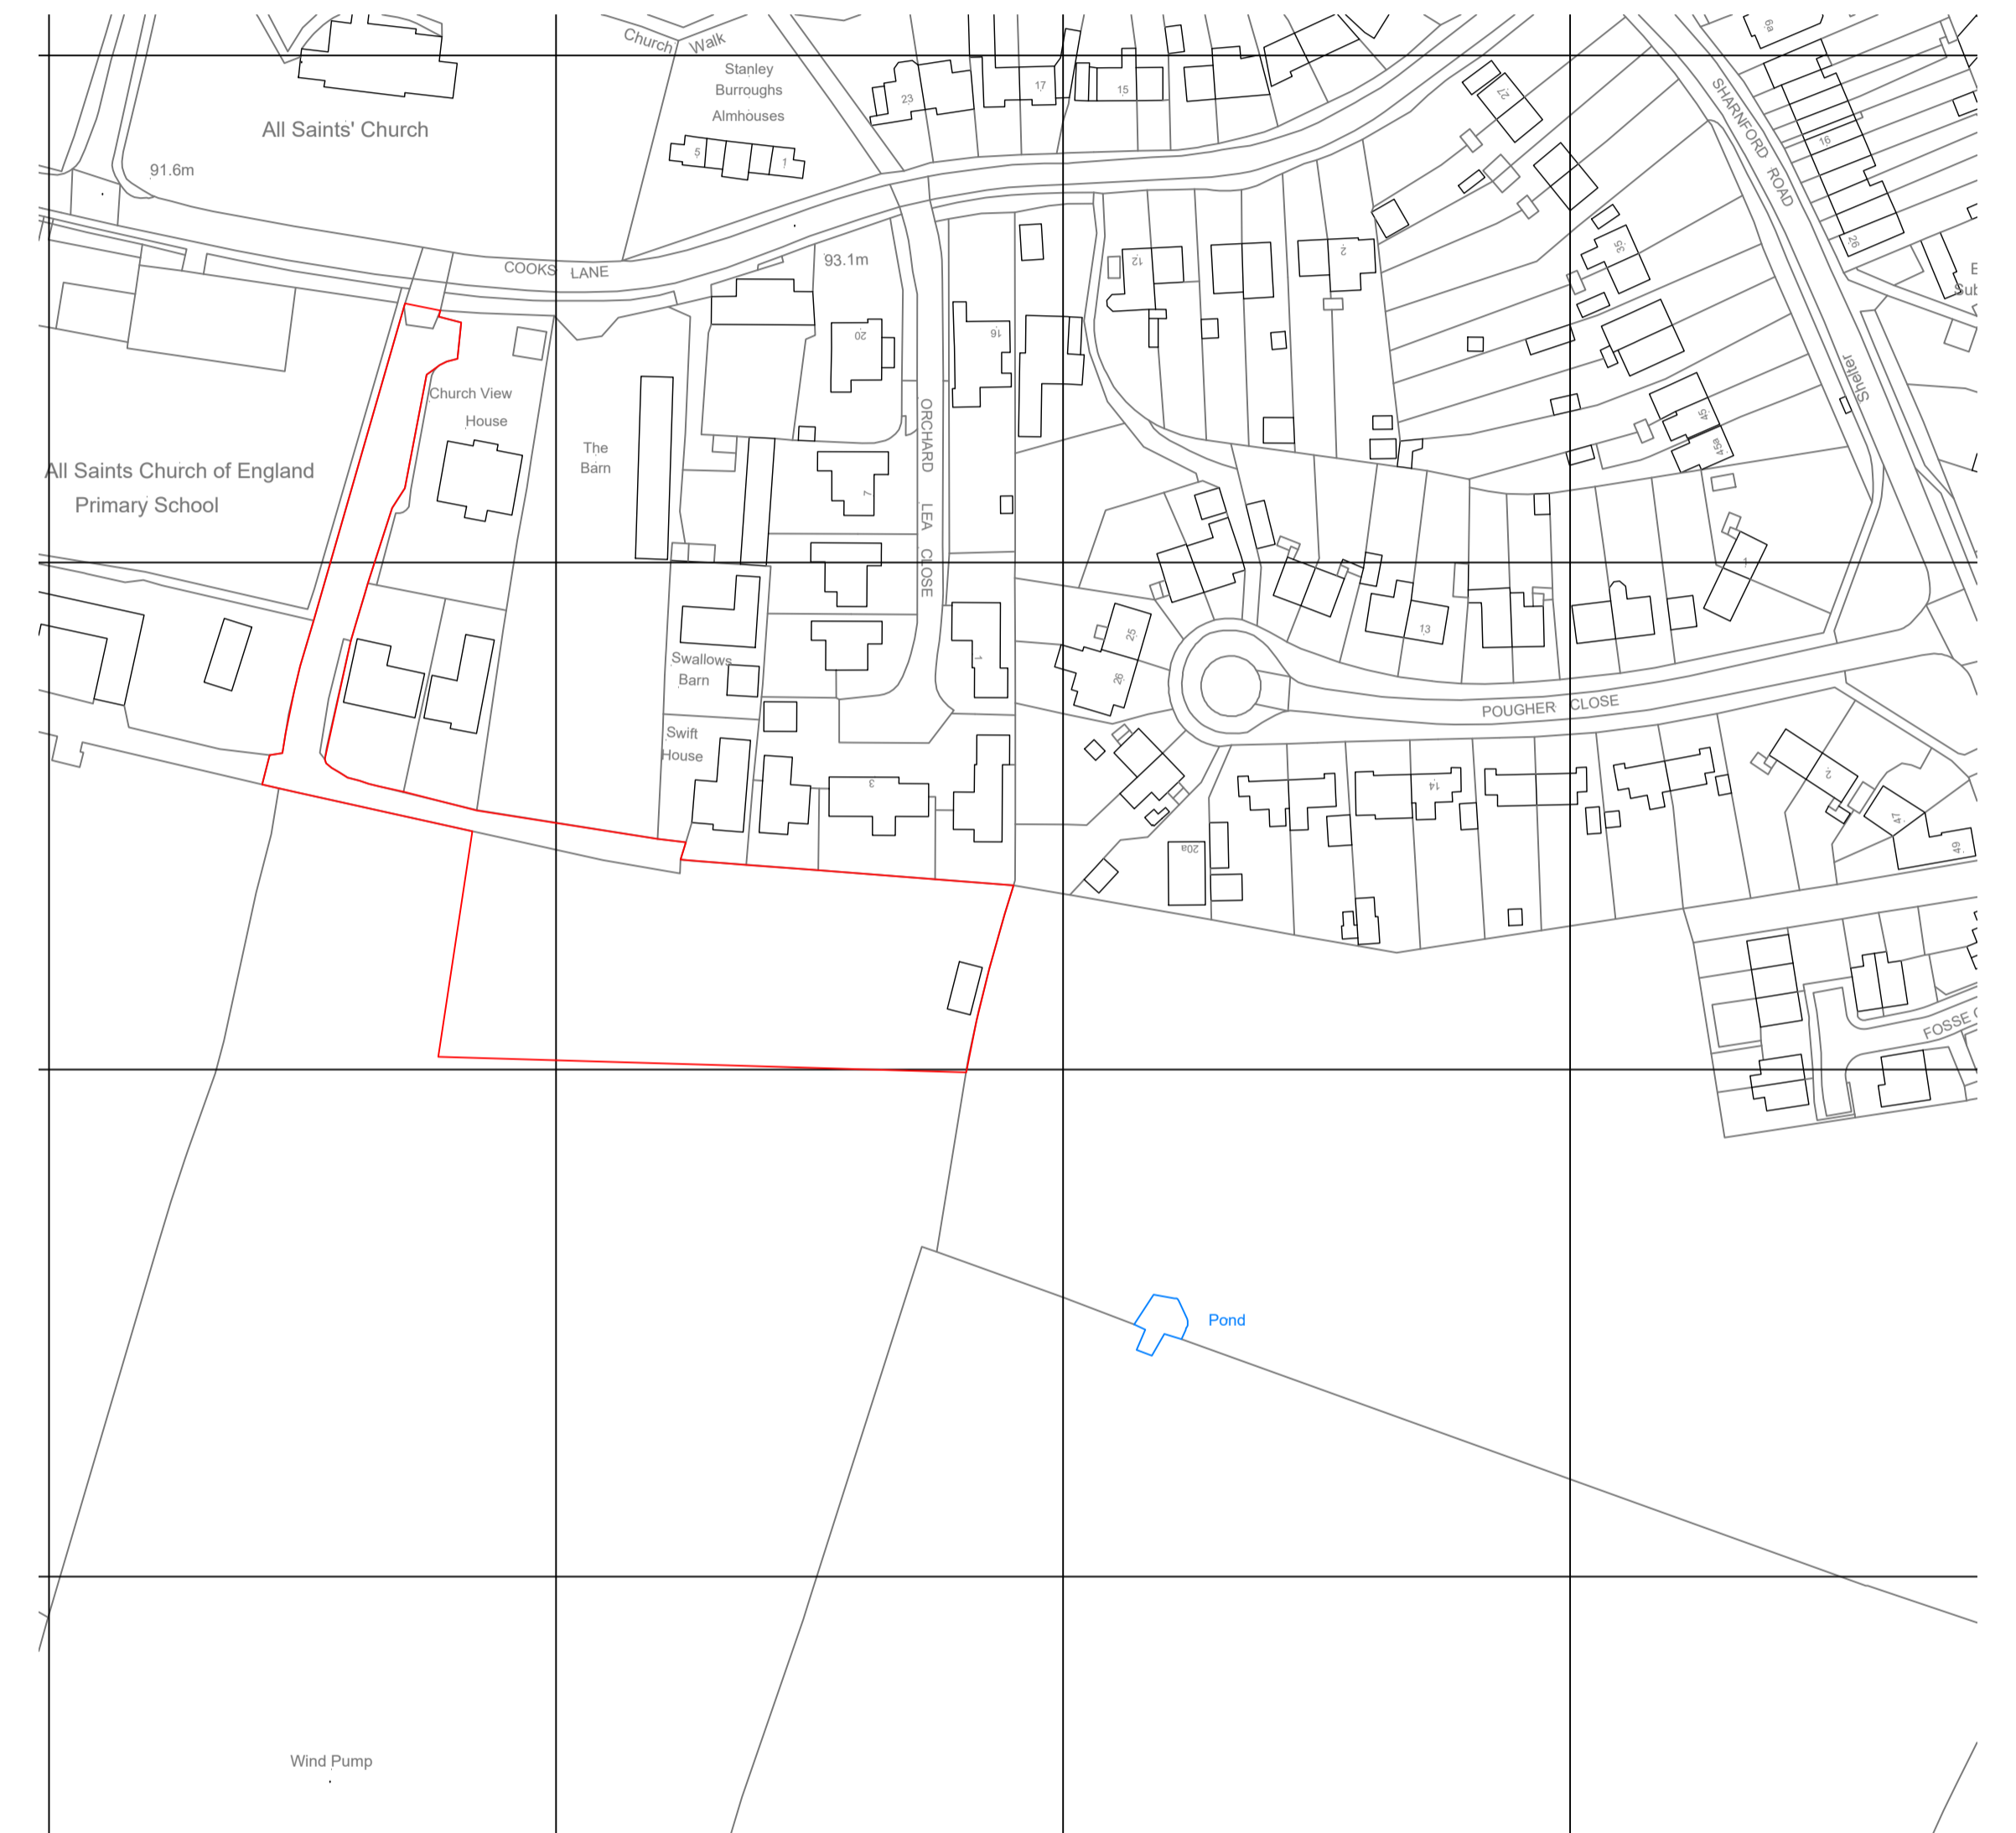 6a
Church Walk
Stanley
Burroughs
Almhouses
23
17
15
27
SHARNFORD ROAD
16
26
All Saints' Church
91.6m
5
1
COOKS LANE
93.1m
12
2
35
Shelter
20
16
Church View
House
The
Barn
ORCHARD LEA CLOSE
7
45
45a
All Saints Church of England
Primary School
1
13
25
26
1
Swallows
Barn
POUGHER CLOSE
Swift
House
3
14
2
47
49
20a
FOSSE
Pond
Wind Pump